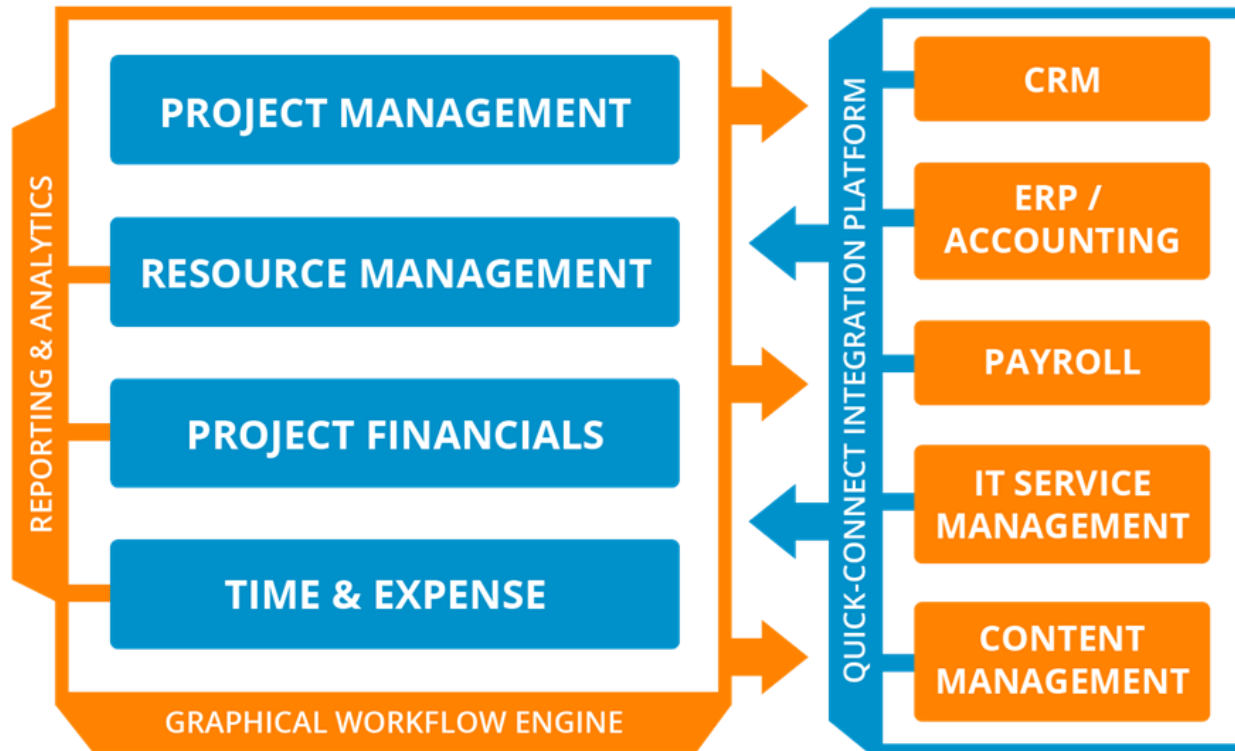 PROJECT MANAGEMENT
RESOURCE MANAGEMENT
PROJECT FINANCIALS
TIME & EXPENSE
REPORTING & ANALYTICS
GRAPHICAL WORKFLOW ENGINE
QUICK-CONNECT INTEGRATION PLATFORM
CRM
ERP /
ACCOUNTING
PAYROLL
IT SERVICE
MANAGEMENT
CONTENT
MANAGEMENT